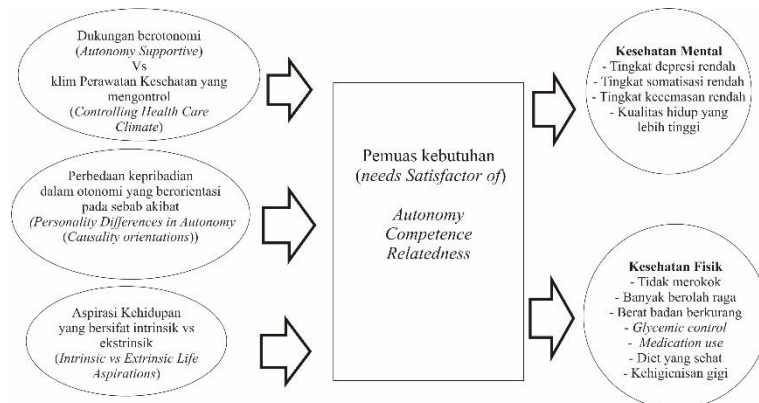 Dukungan berotonomi
(Autonomy Supportive)
Vs
klim Perawatan Kesehatan yang
mengontrol
(Controlling Health Care
Climate)
Perbedaan kepribadian
dalam otonomi yang berorientasi
pada sebab akibat
(Personality Differences in Autonomy
(Causality orientations))
Aspirasi Kehidupan
yang bersifat intrinsik vs
ekstrinsik
(Intrinsic vs Extrinsic Life
Aspirations)
Pemuas kebutuhan
(needs Satisfactor of)
Autonomy
Competence
Relatedness
Kesehatan Mental
- Tingkat depresi rendah
- Tingkat somatisasi rendah
- Tingkat kecemasan rendah
- Kualitas hidup yang
lebih tinggi
Kesehatan Fisik
- Tidak merokok
- Banyak berolah raga
- Berat badan berkurang
- Glycemic control
- Medication use
- Diet yang sehat
- Kehigienisan gigi